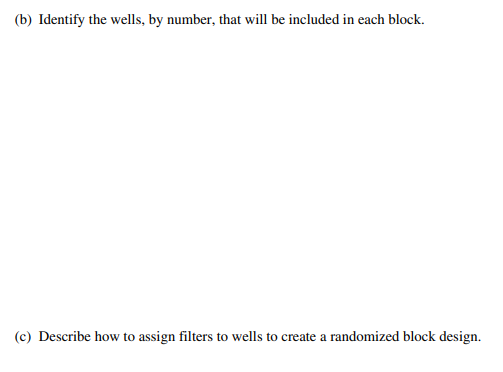 (b) Identify the wells, by number, that will be included in each block.
(c) Describe how to assign filters to wells to create a randomized block design.